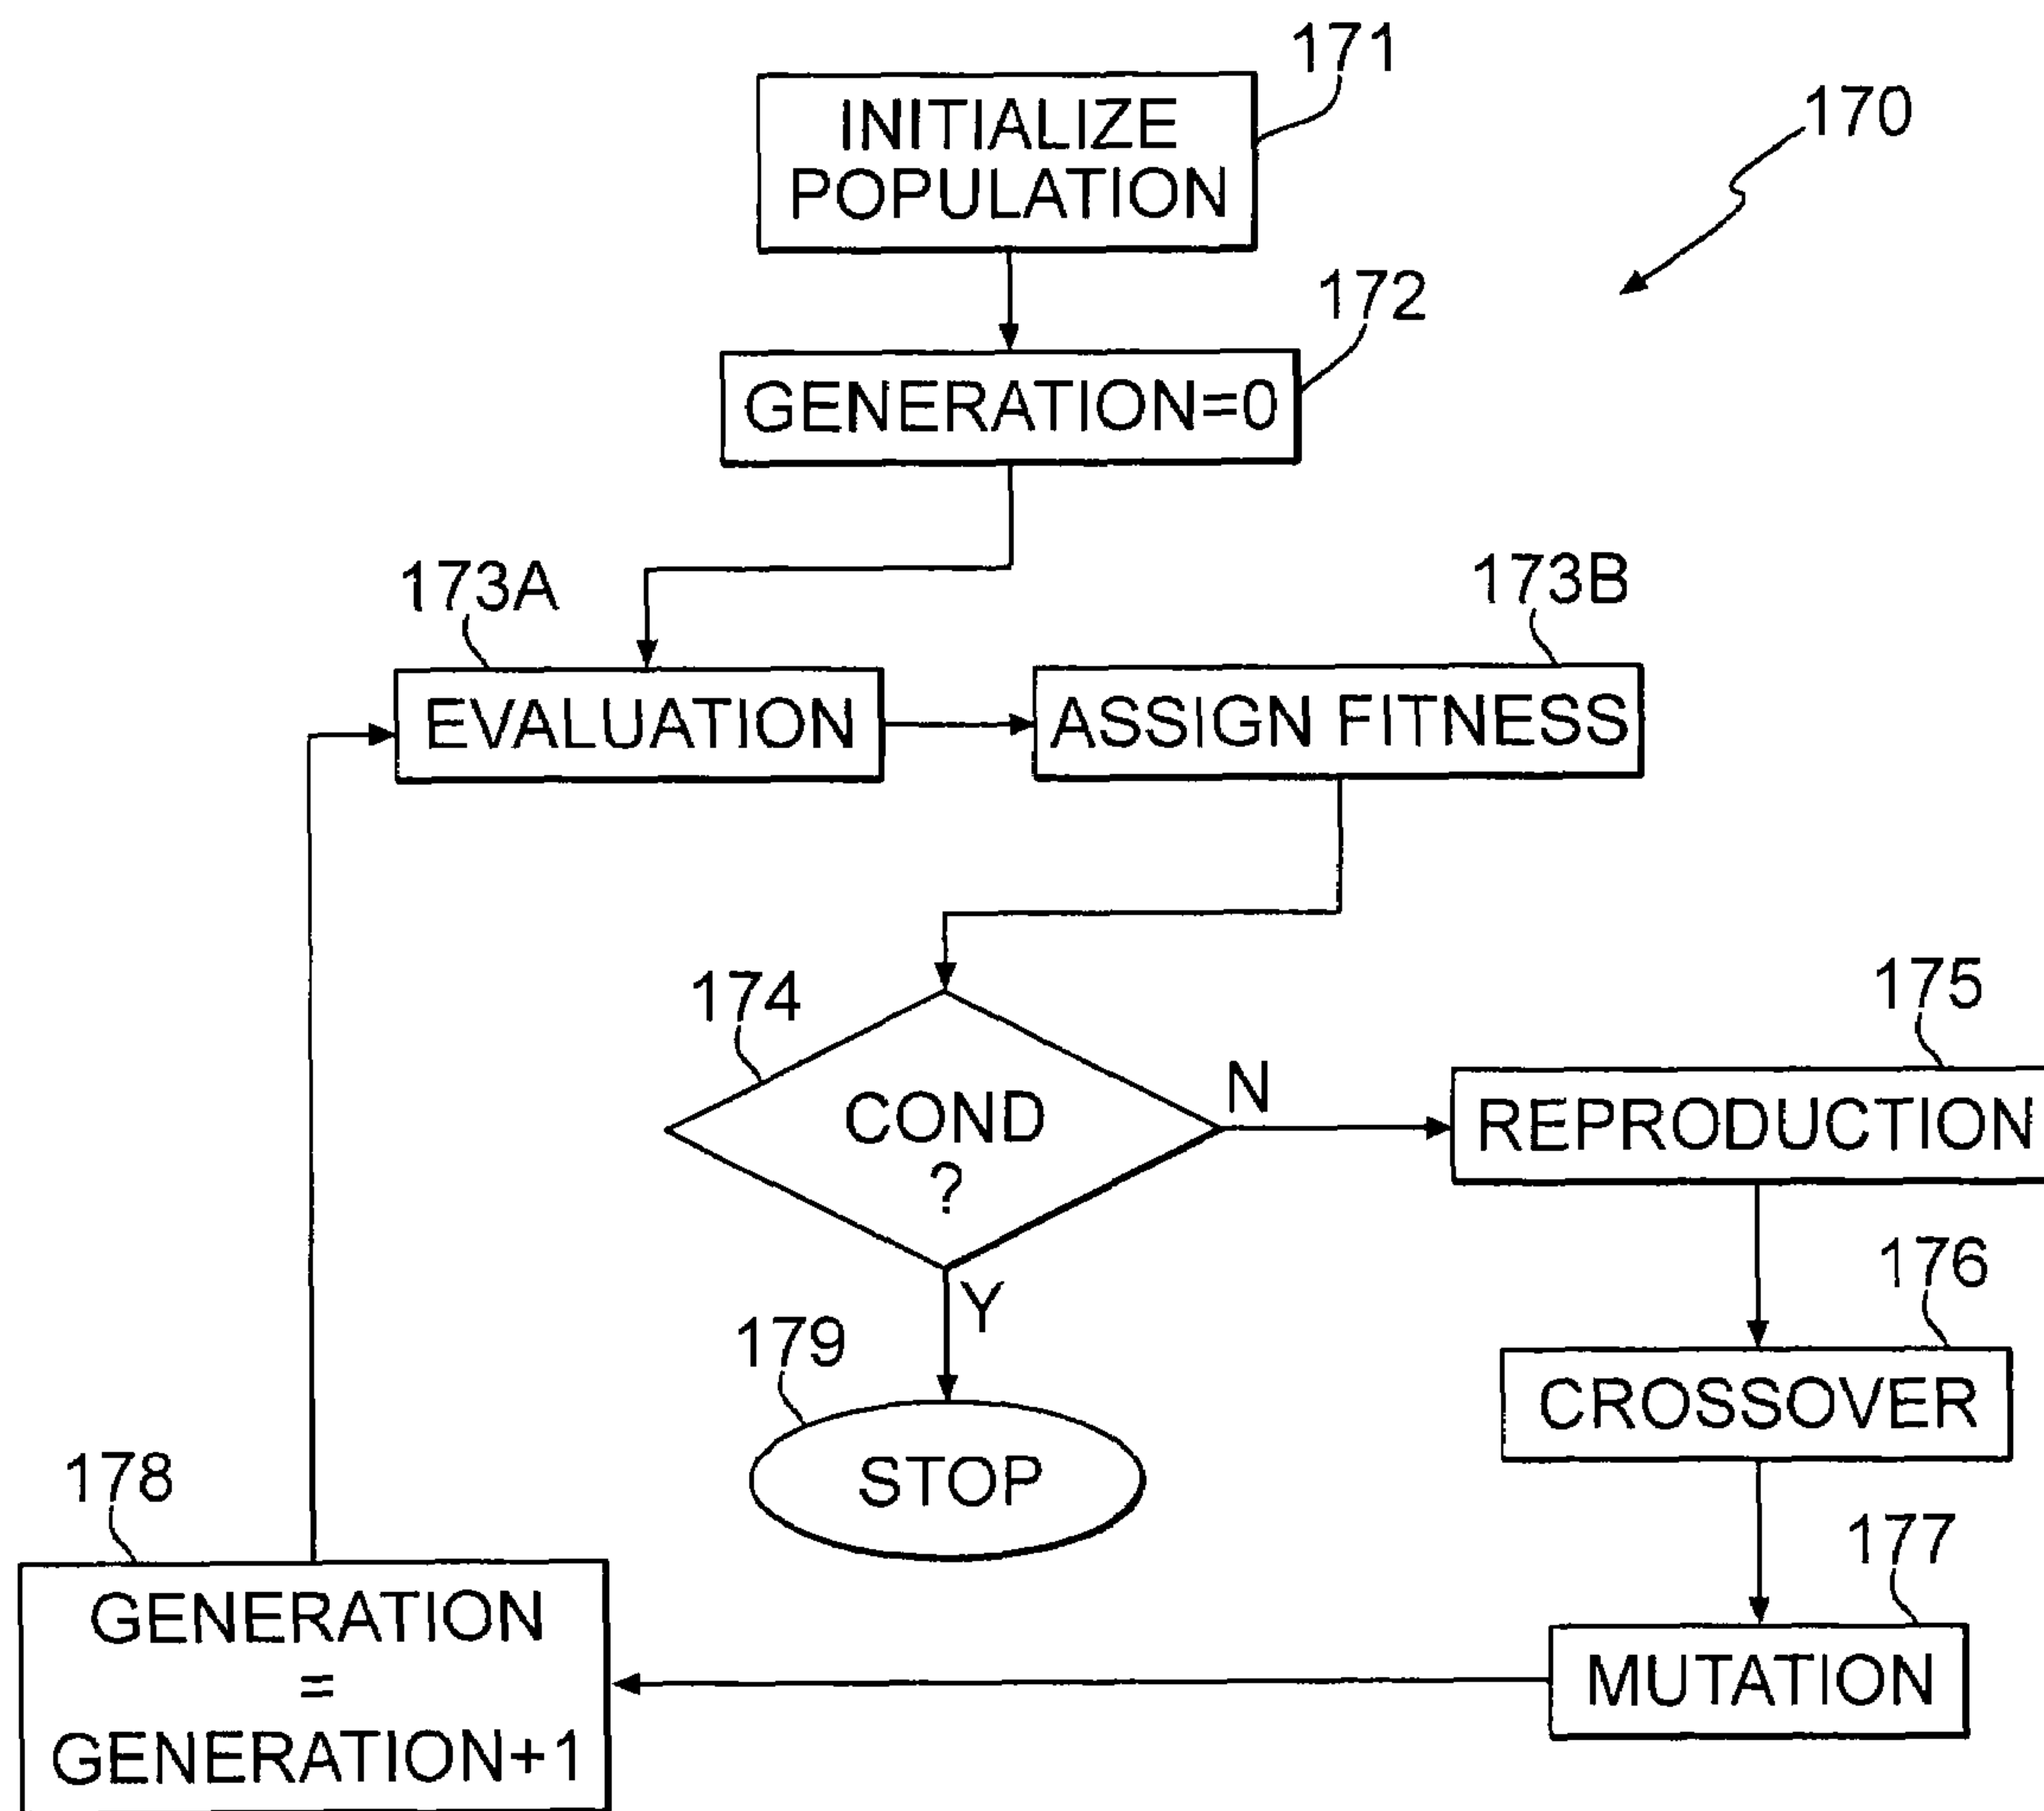 171
INITIALIZE
POPULATION
170
172
GENERATION=0
173A
EVALUATION
173B
ASSIGN FITNESS
174
COND
?
N
Y
175
REPRODUCTION
176
CROSSOVER
179
STOP
177
MUTATION
178
GENERATION
=
GENERATION+1